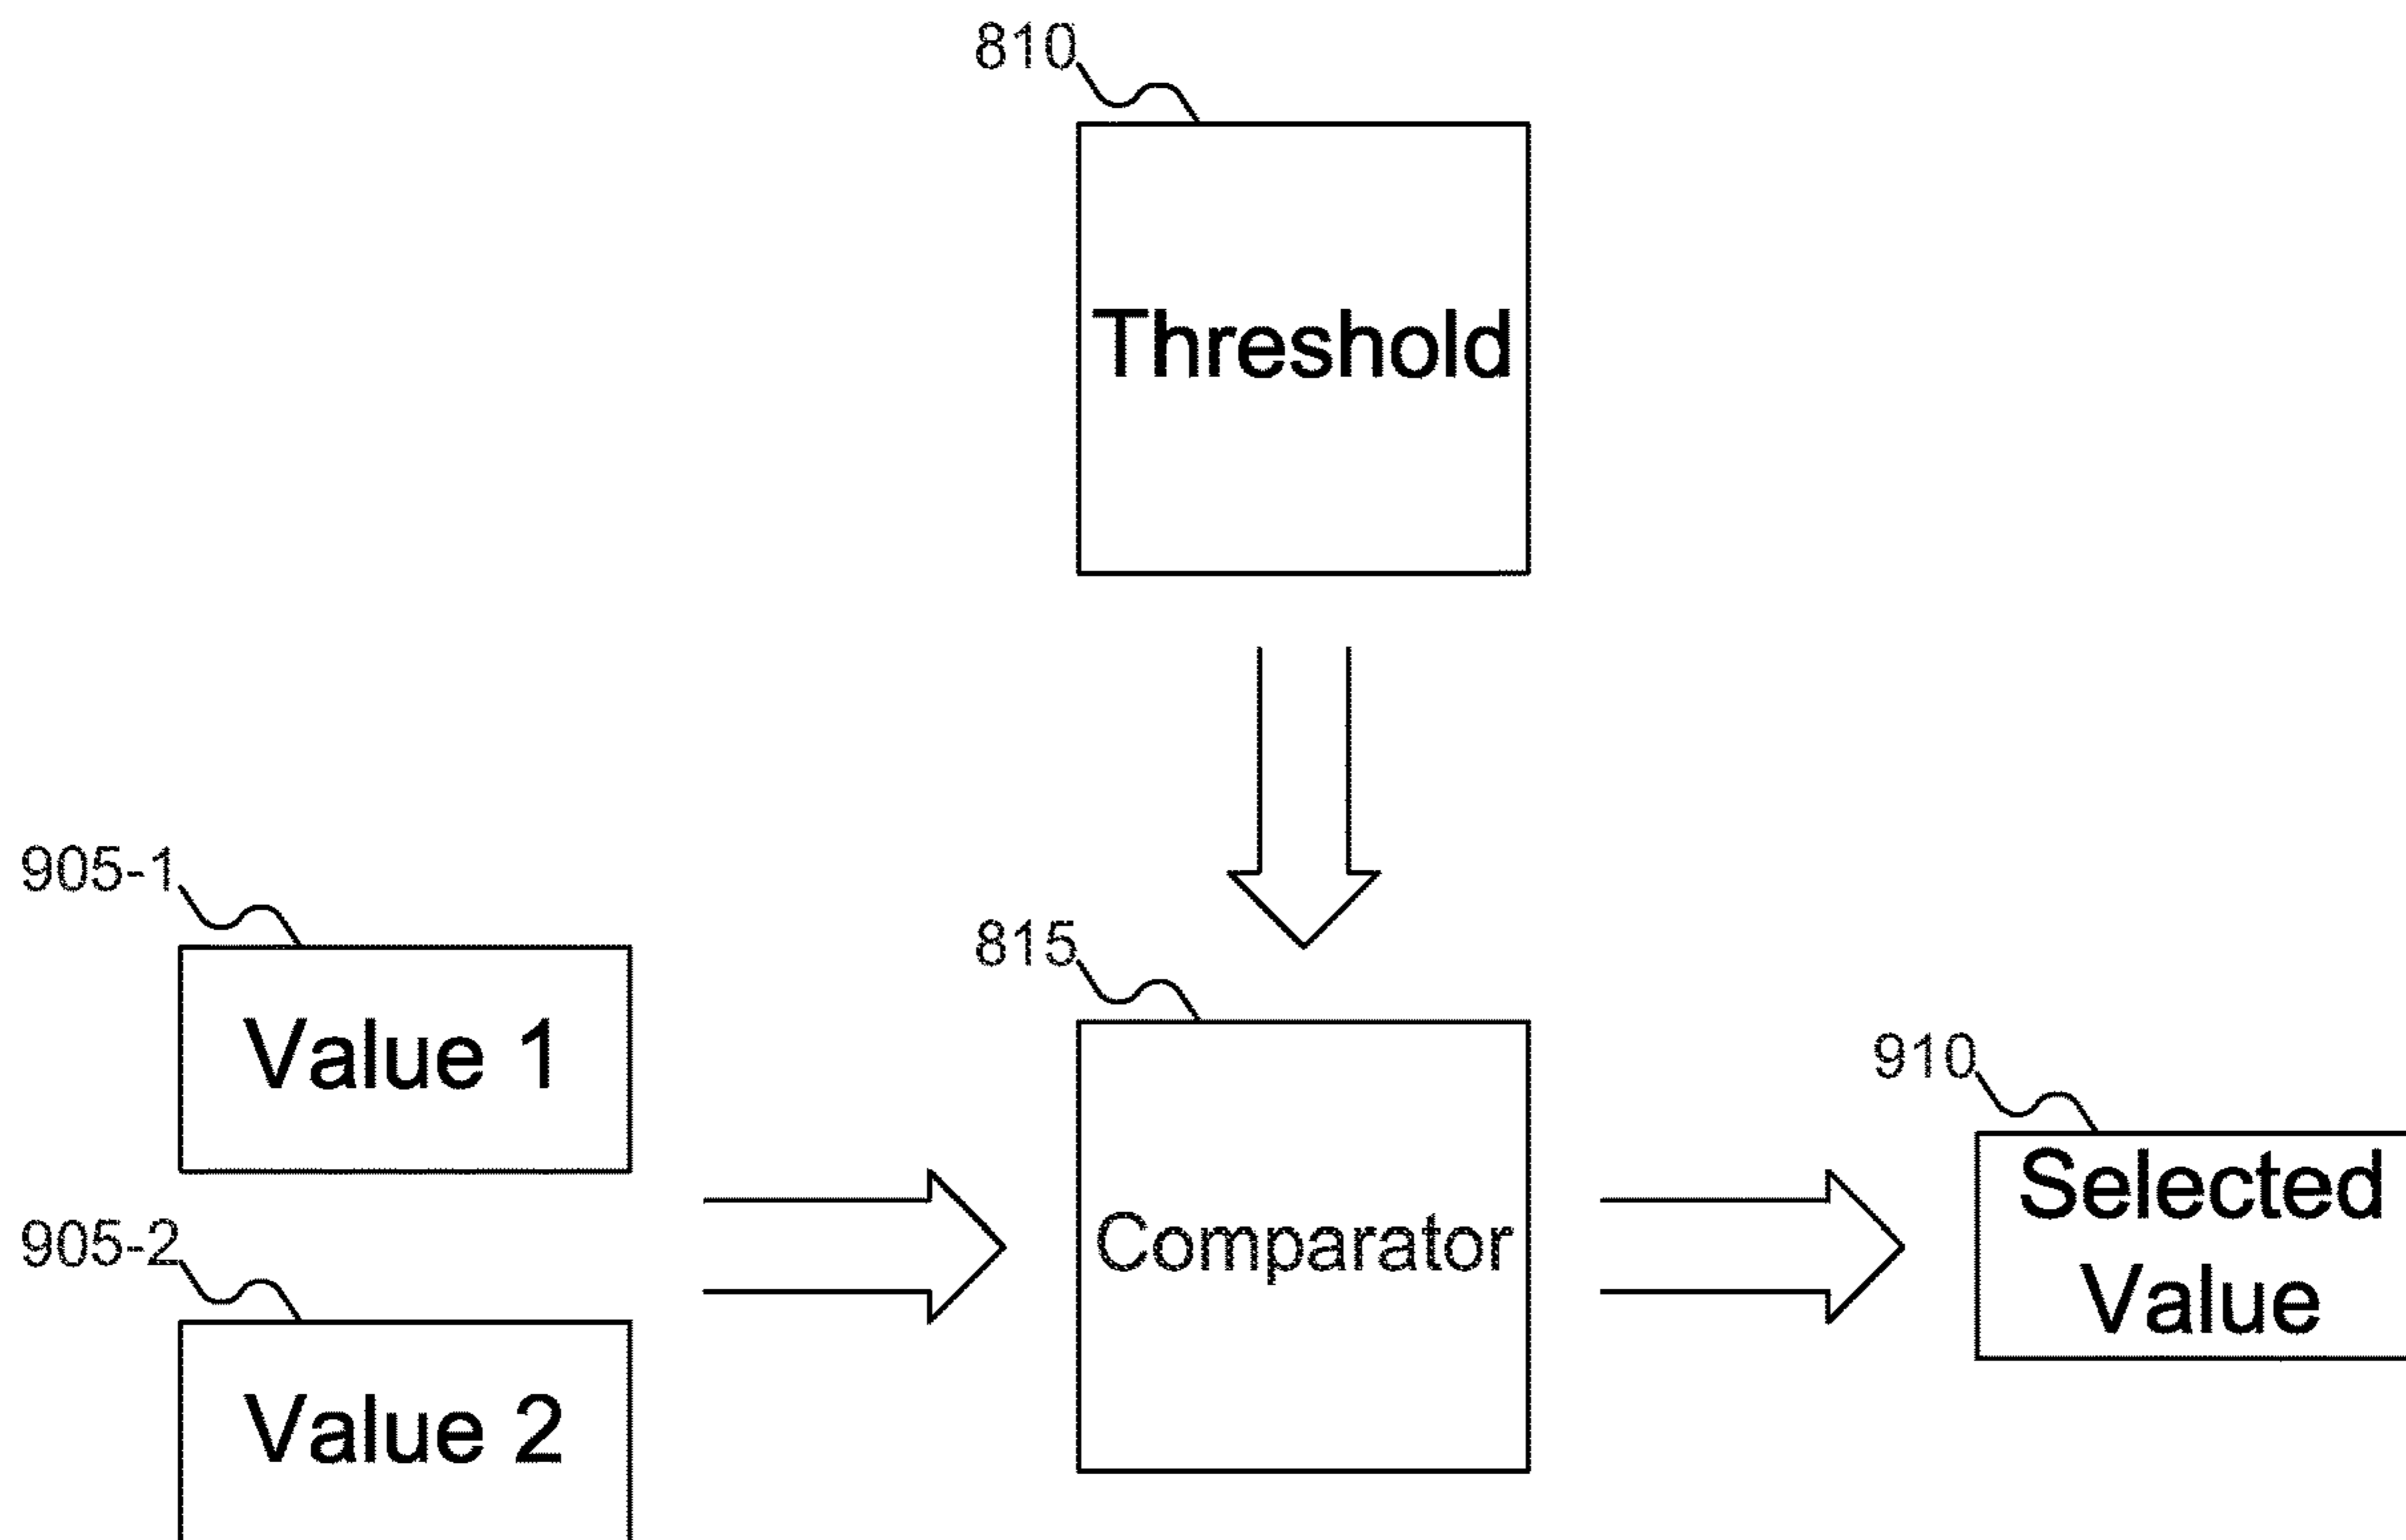 810
Threshold
905-1
Value 1
815
Comparator
910
Selected
Value
905-2
Value 2